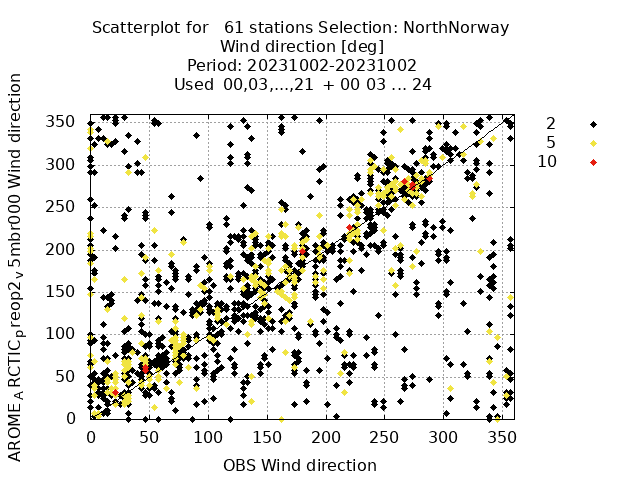 Scatterplot for 61 stations Selection: NorthNorway
Wind direction [deg]
Period: 20231002-20231002
Used 00,03,...,21 + 00 03 ... 24
AROME_ARCTIC_preop2_v5mbr000 Wind direction
350
300
250
200
150
100
50
0
0 50 100 150 200 250 300 350
OBS Wind direction
2
5
10